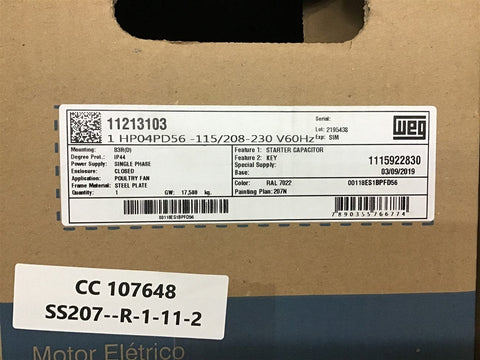 11213103
1 HP04PD56 -115/208-230 V60Hz
Serial:
Lot: 2195438
Exp: SIM
WEG
Mounting: B3R(D)
Degree Prot.: IP44
Power Supply: SINGLE PHASE
Enclosure: CLOSED
Application: POULTRY FAN
Frame Material: STEEL PLATE
Quantity: 1 GW: 17,500 kg
Feature 1: STARTER CAPACITOR
Feature 2: KEY
Special Supply:
Base:
1115922830
03/09/2019
Color: RAL 7022
Painting Plan: 207N
00118ES1BPFD56
00118ES1BPFD56
7890355766774
CC 107648
SS207--R-1-11-2
Motor Elétrico